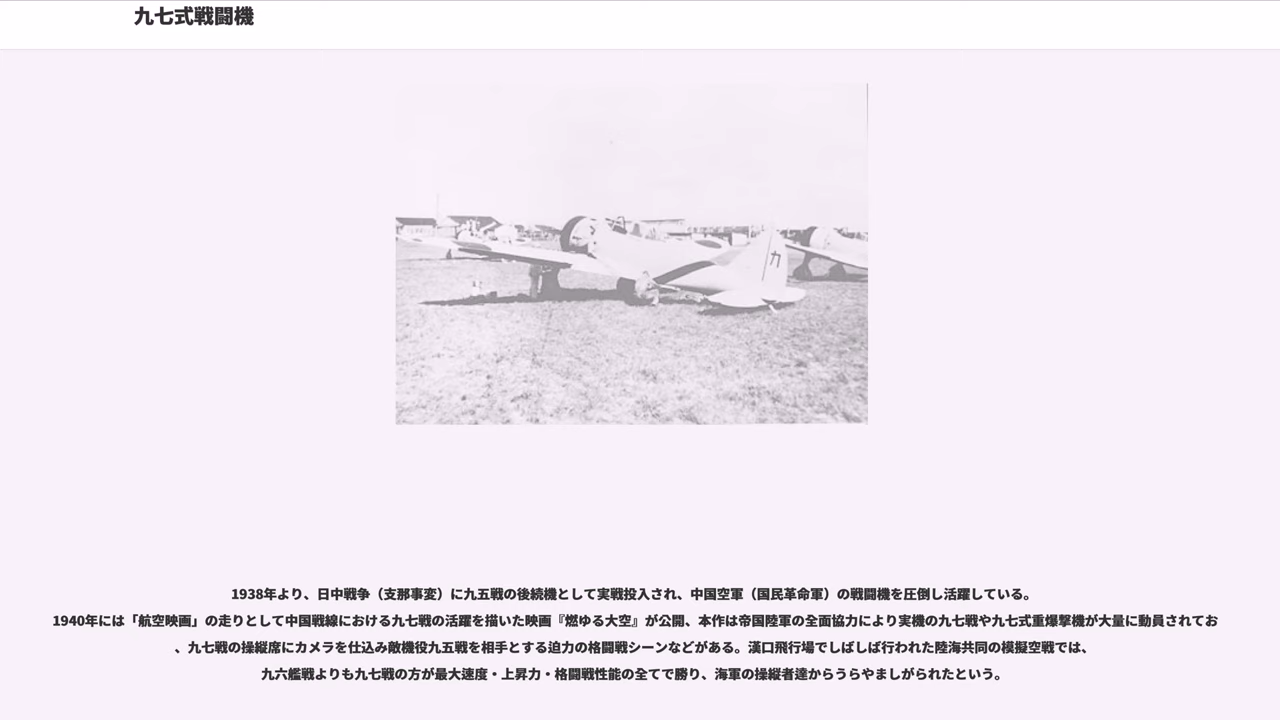 九七式戦闘機
カ
1938年より、日中戦争（支那事変）に九五戦の後続機として実戦投入され、中国空軍（国民革命軍）の戦闘機を圧倒し活躍している。
1940年には「航空映画」の走りとして中国戦線における九七戦の活躍を描いた映画『燃ゆる大空』が公開、本作は帝国陸軍の全面協力により実機の九七戦や九七式重爆撃機が大量に動員されてお
、九七戦の操縦席にカメラを仕込み敵機役九五戦を相手とする迫力の格闘戦シーンなどがある。漢口飛行場でしばしば行われた陸海共同の模擬空戦では、
九六艦戦よりも九七戦の方が最大速度・上昇力・格闘戦性能の全てで勝り、海軍の操縦者達からうらやましがられたという。